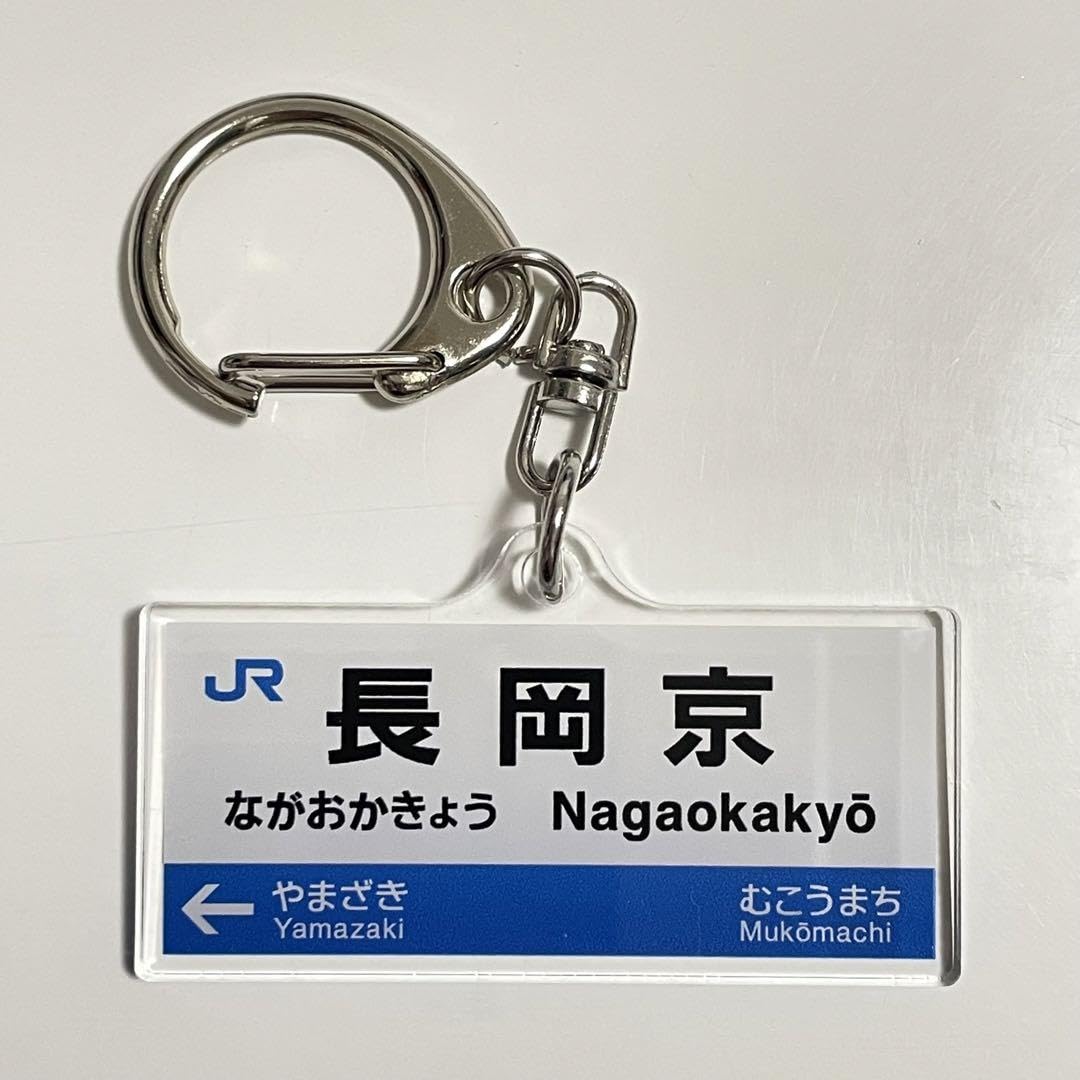 JR 長岡京
ながおかきょう Nagaokakyō
← やまざき むこうまち
Yamazaki Mukōmachi